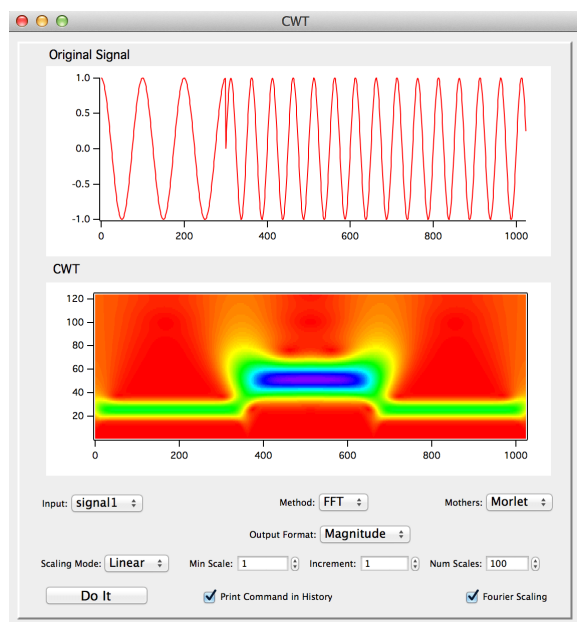 CWT
Original Signal
1.0
0.5
0.0
-0.5
-1.0
0 200 400 600 800 1000
CWT
120
100
80
60
40
20
0 200 400 600 800 1000
Input: signal1 Method: FFT Mothers: Morlet
Output Format: Magnitude
Scaling Mode: Linear Min Scale: 1 Increment: 1 Num Scales: 100
Do It Print Command in History Fourier Scaling